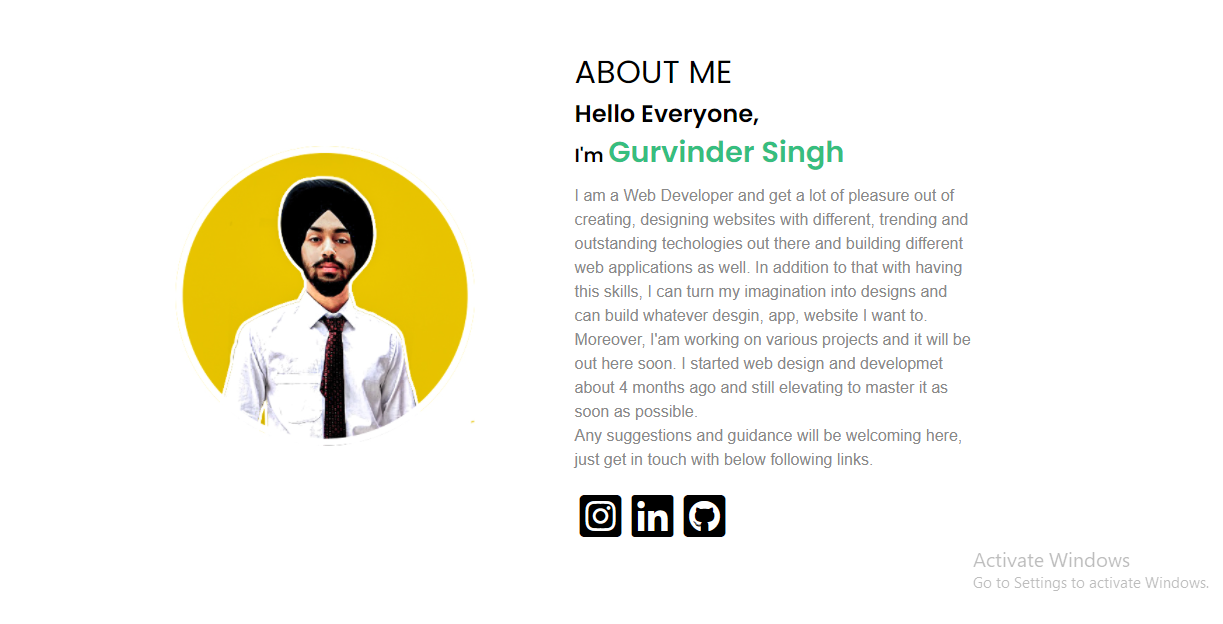 ABOUT ME
Hello Everyone,
I'm Gurvinder Singh
I am a Web Developer and get a lot of pleasure out of
creating, designing websites with different, trending and
outstanding techologies out there and building different
web applications as well. In addition to that with having
this skills, I can turn my imagination into designs and
can build whatever desgin, app, website I want to.
Moreover, I'am working on various projects and it will be
out here soon. I started web design and developmet
about 4 months ago and still elevating to master it as
soon as possible.
Any suggestions and guidance will be welcoming here,
just get in touch with below following links.
in
Activate Windows
Go to Settings to activate Windows.